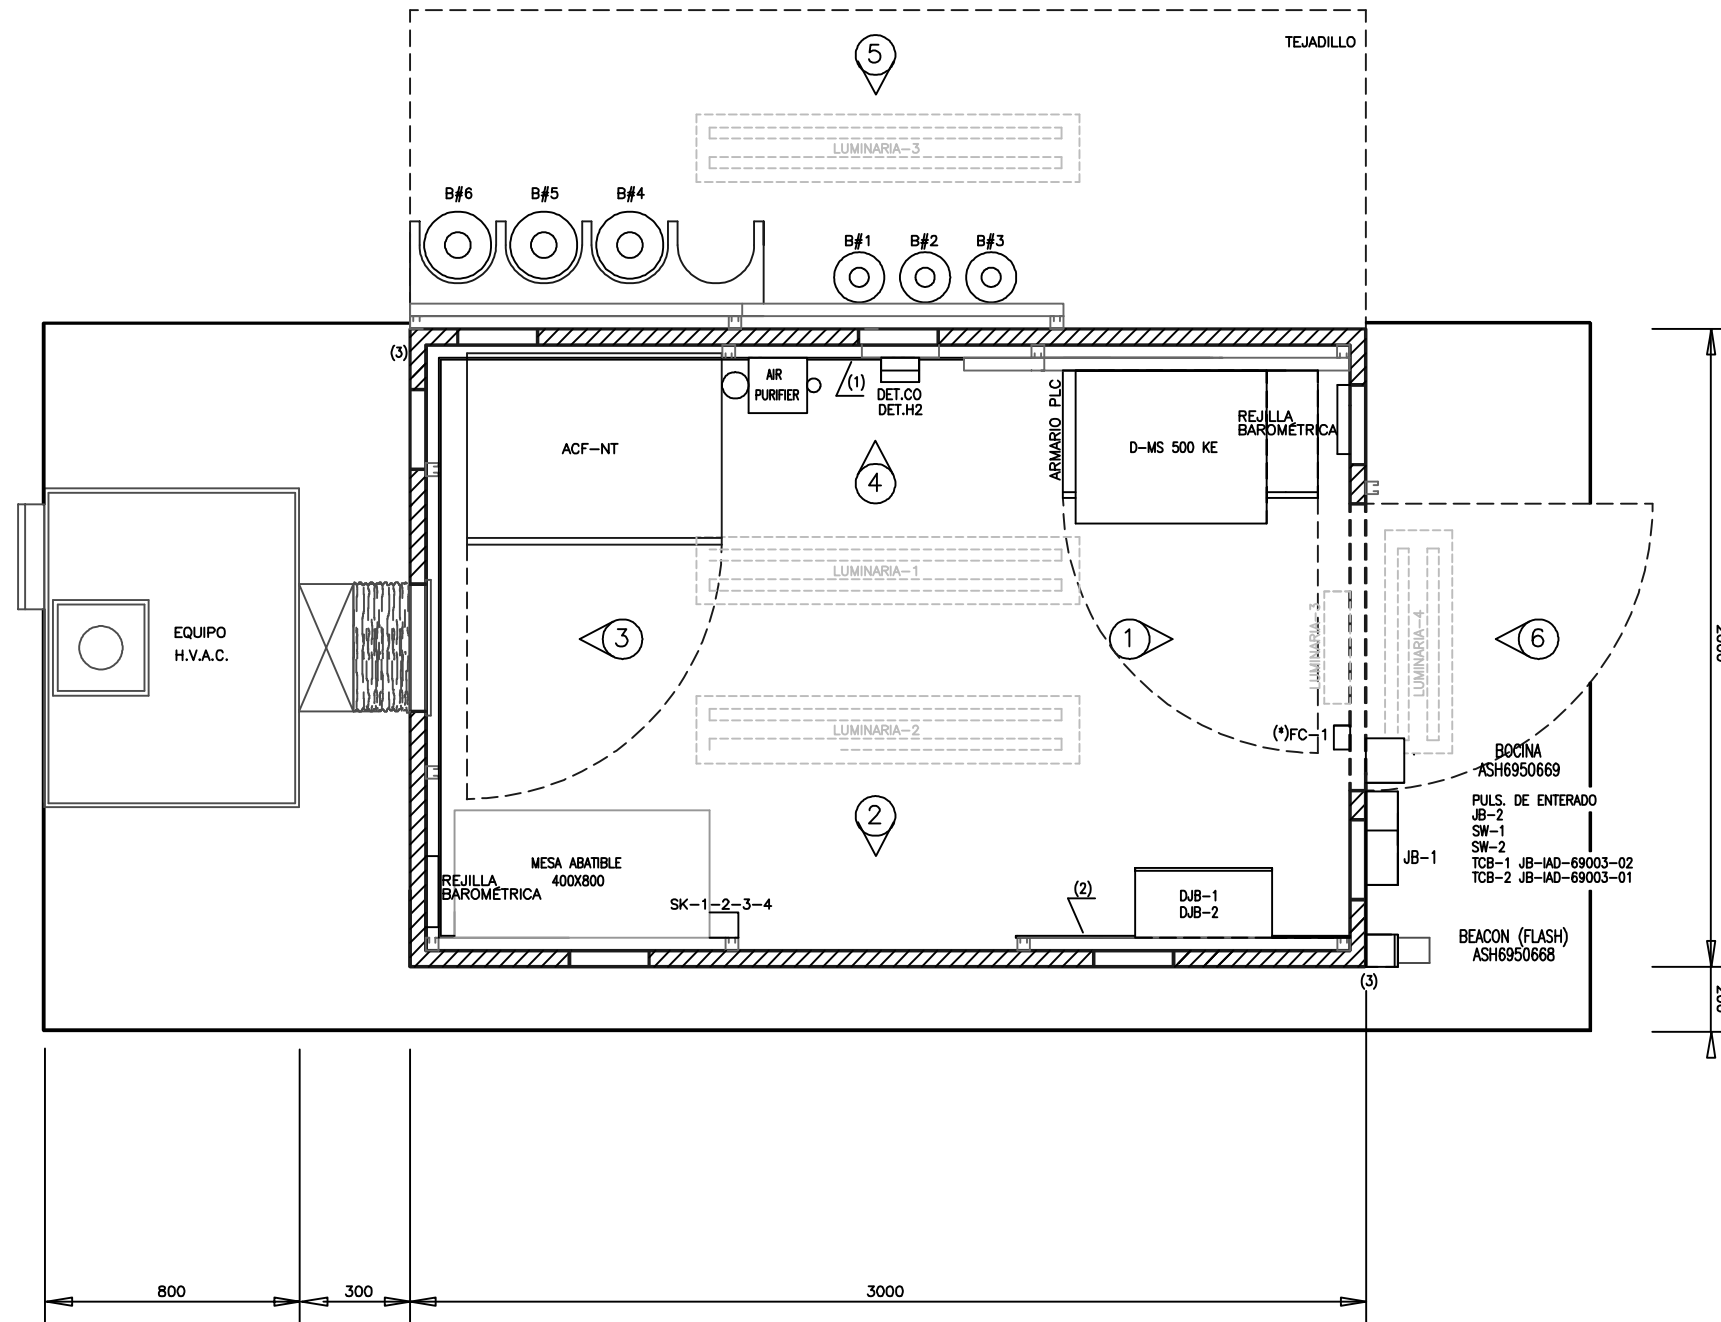 TEJADILLO
5
LUMINARIA-3
B#6
B#5
B#4
B#1
B#2
B#3
(3)
AIR
PURIFIER
(1)
DET.CO
DET.H2
ARMARIO PLC
REJILLA
BAROMÉTRICA
D-MS 500 KE
ACF-NT
4
LUMINARIA-1
EQUIPO
H.V.A.C.
3
1
LUMINARIA-3
LUMINARIA-4
6
LUMINARIA-2
(*)FC-1
BOCINA
ASH6950669
PULS. DE ENTERADO
JB-2
SW-1
SW-2
TCB-1 JB-IAD-69003-02
TCB-2 JB-IAD-69003-01
JB-1
2
MESA ABATIBLE
400X800
REJILLA
BAROMÉTRICA
SK-1-2-3-4
(2)
DJB-1
DJB-2
BEACON (FLASH)
ASH6950668
(3)
800
300
3000